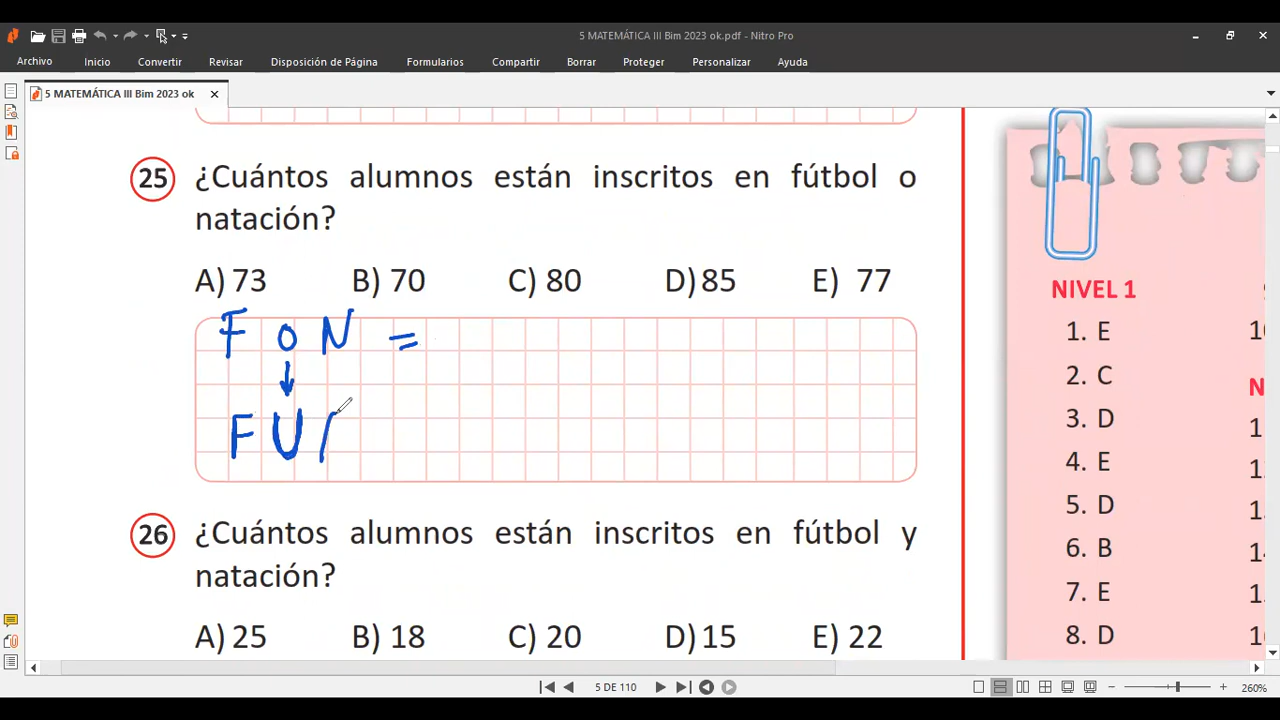 5 MATEMÁTICA III Bim 2023 ok.pdf - Nitro Pro
Archivo Inicio Convertir Revisar Disposición de Página Formularios Compartir Borrar Proteger Personalizar Ayuda
5 MATEMÁTICA III Bim 2023 ok
25 ¿Cuántos alumnos están inscritos en fútbol o
natación?
A) 73 B) 70 C) 80 D) 85 E) 77
F o N =
F U
26 ¿Cuántos alumnos están inscritos en fútbol y
natación?
A) 25 B) 18 C) 20 D) 15 E) 22
NIVEL 1
1. E
2. C
3. D
4. E
5. D
6. B
7. E
8. D
N
5 DE 110
260%